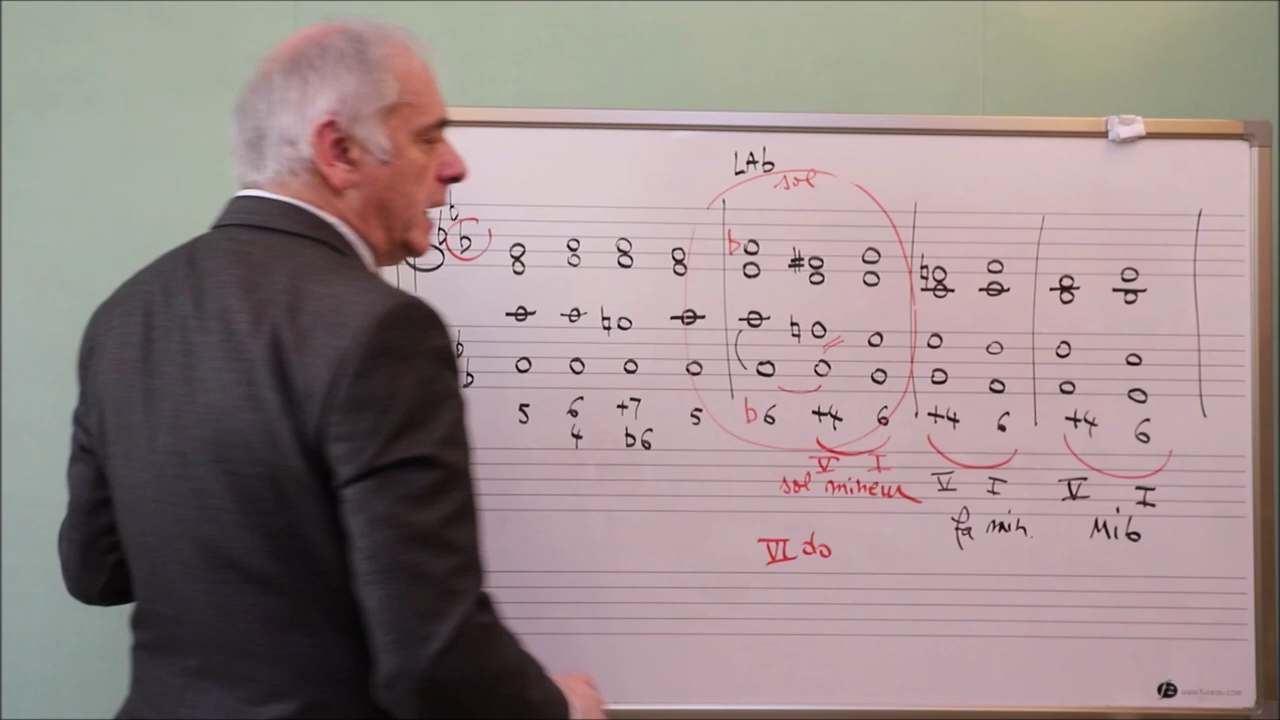 LAb
sol
5 6 +7 5 b6 +4 6 +4 6 +4 6
4 b6
V I V I V I
sol mineur
fa min. Mib
VI do